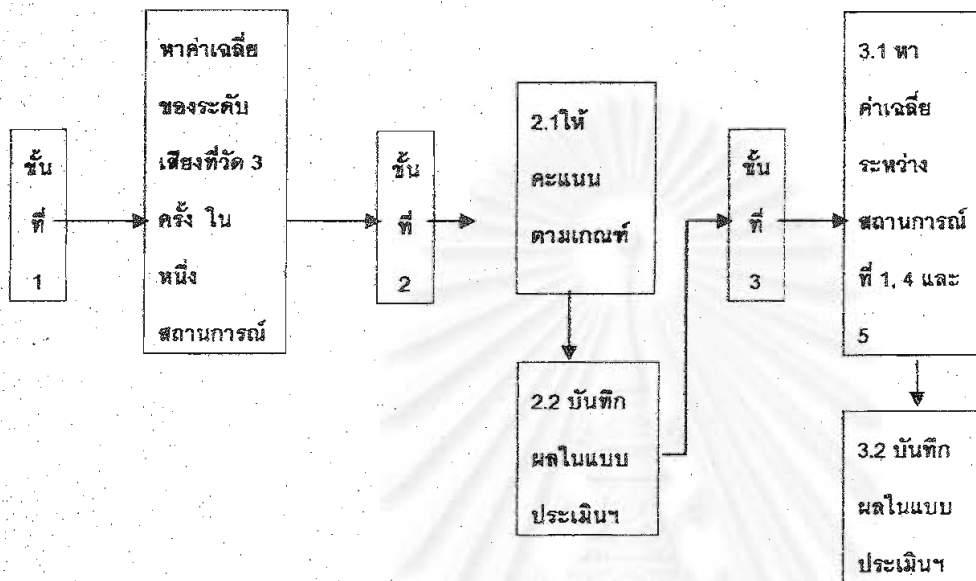 ขั้น
ที่
1
หาค่าเฉลี่ย
ของระดับ
เสียงที่วัด 3
ครั้ง ใน
หนึ่ง
สถานการณ์
ขั้น
ที่
2
2.1ให้
คะแนน
ตามเกณฑ์
2.2 บันทึก
ผลในแบบ
ประเมินฯ
ขั้น
ที่
3
3.1 หา
ค่าเฉลี่ย
ระหว่าง
สถานการณ์
ที่ 1, 4 และ
5
3.2 บันทึก
ผลในแบบ
ประเมินฯ